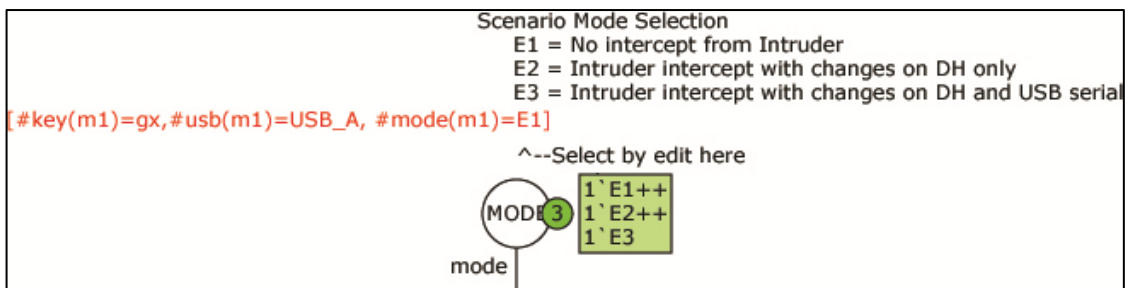 Scenario Mode Selection
E1 = No intercept from Intruder
E2 = Intruder intercept with changes on DH only
E3 = Intruder intercept with changes on DH and USB serial
[#key(m1)=gx,#usb(m1)=USB_A, #mode(m1)=E1]
^--Select by edit here
1`E1++
MODE 3 1`E2++
1`E3
mode